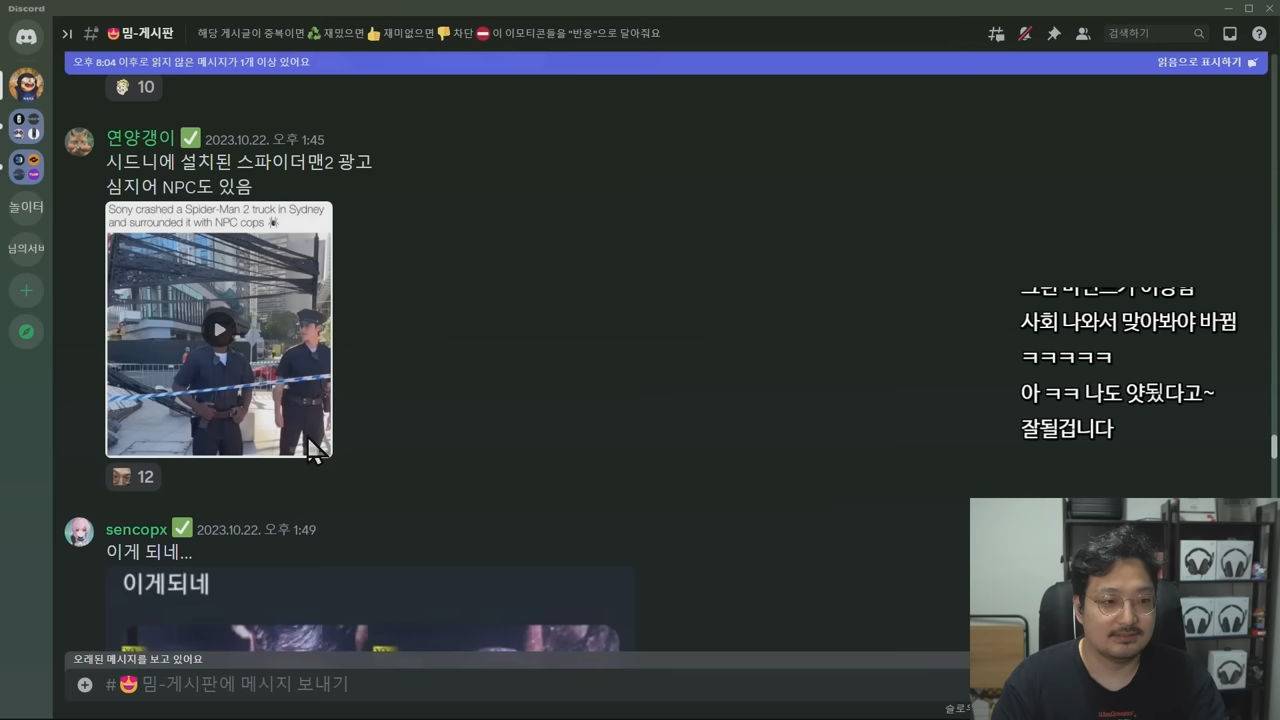 Discord
😍밈-게시판
해당 게시글이 중복이면 ♻️ 재밌으면 👍 재미없으면 👎 차단 ⛔ 이 이모티콘들을 "반응"으로 달아줘요
검색하기
오후 8:04 이후로 읽지 않은 메시지가 1개 이상 있어요
읽음으로 표시하기
10
연양갱이 ✅ 2023.10.22. 오후 1:45
시드니에 설치된 스파이더맨2 광고
심지어 NPC도 있음
Sony crashed a Spider-Man 2 truck in Sydney
and surrounded it with NPC cops 🕷
놀이터
님의서버
사회 나와서 맞아봐야 바뀜
ㅋㅋㅋㅋㅋ
아 ㅋㅋ 나도 얏됬다고~
잘될겁니다
12
sencopx ✅ 2023.10.22. 오후 1:49
이게 되네...
이게되네
오래된 메시지를 보고 있어요
#😍밈-게시판에 메시지 보내기